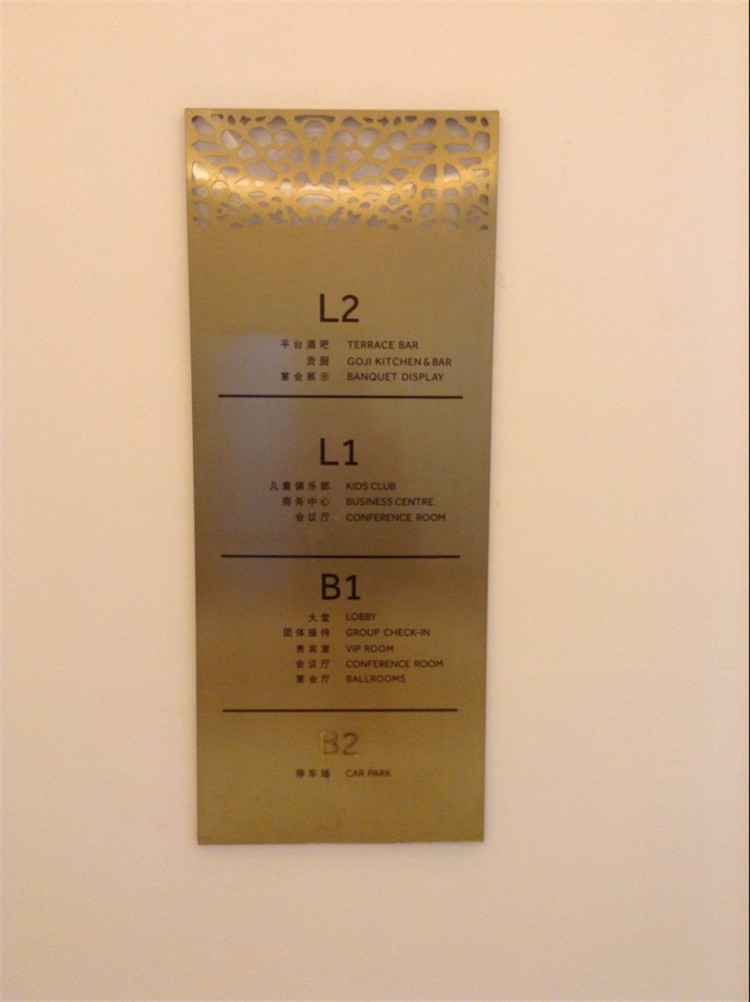 L2
平台酒吧 TERRACE BAR
贡厨 GOJI KITCHEN & BAR
宴会展示 BANQUET DISPLAY
L1
儿童俱乐部 KIDS CLUB
商务中心 BUSINESS CENTRE
会议厅 CONFERENCE ROOM
B1
大堂 LOBBY
团体接待 GROUP CHECK-IN
贵宾室 VIP ROOM
会议厅 CONFERENCE ROOM
宴会厅 BALLROOMS
B2
停车场 CAR PARK